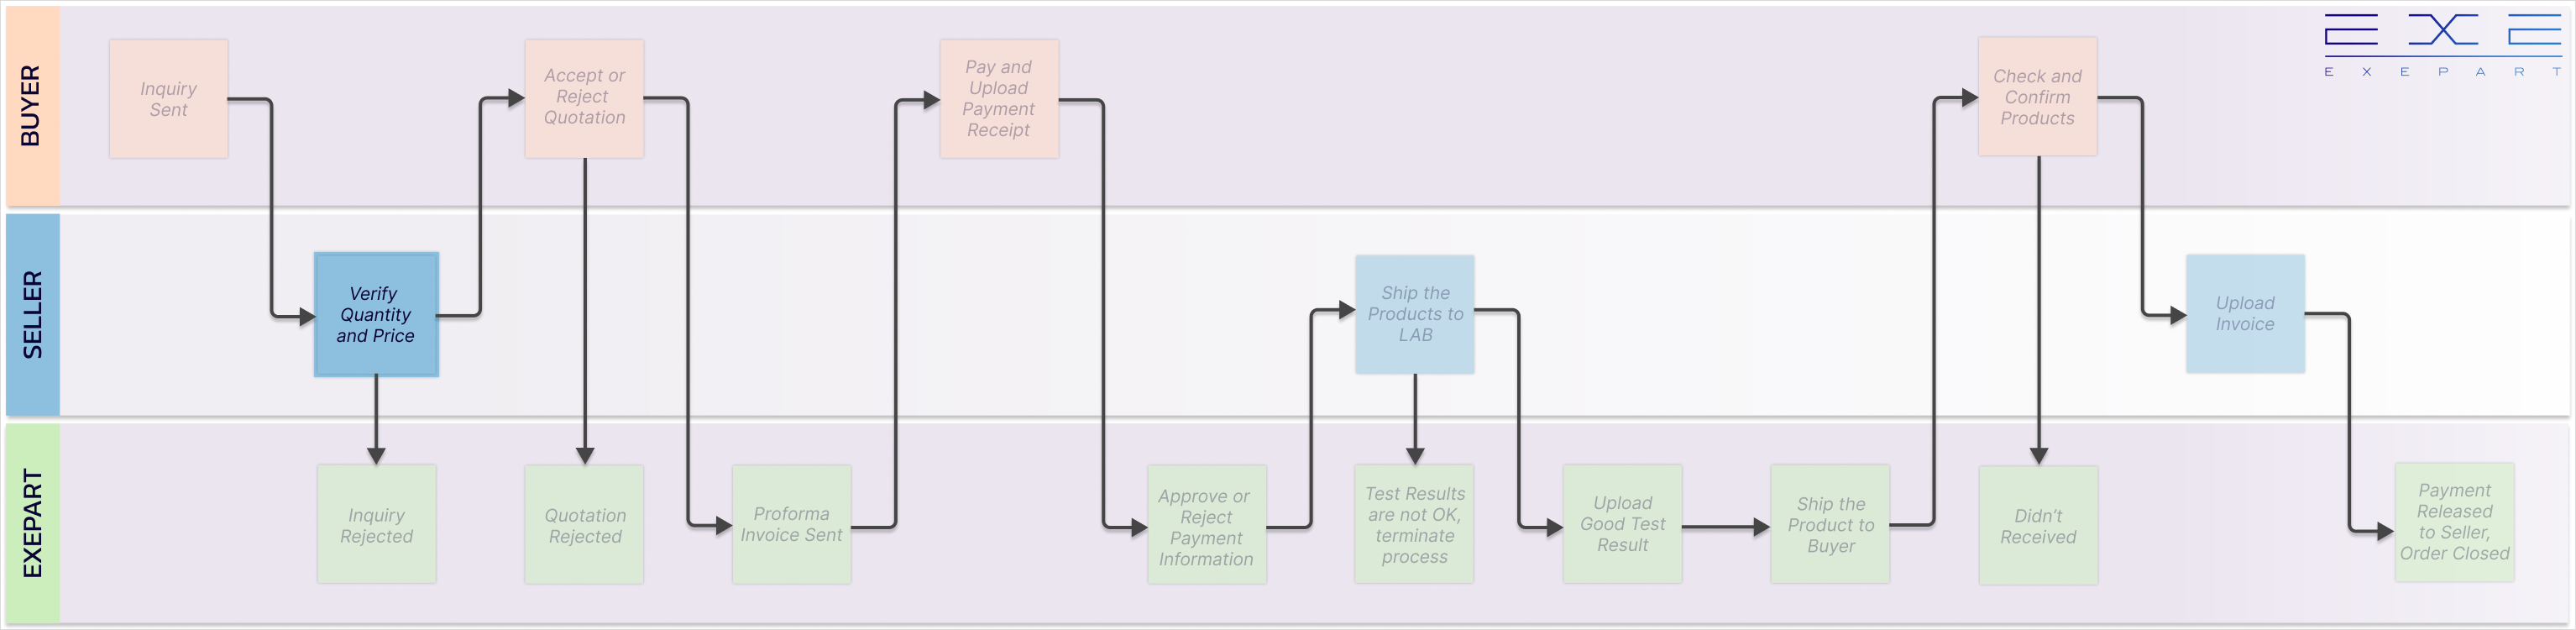 BUYER
Inquiry
Sent
Accept or
Reject
Quotation
Pay and
Upload
Payment
Receipt
Check and
Confirm
Products
EXE
EXEPART
SELLER
Verify
Quantity
and Price
Ship the
Products to
LAB
Upload
Invoice
EXEPART
Inquiry
Rejected
Quotation
Rejected
Proforma
Invoice Sent
Approve or
Reject
Payment
Information
Test Results
are not OK,
terminate
process
Upload
Good Test
Result
Ship the
Product to
Buyer
Didn't
Received
Payment
Released
to Seller,
Order Closed